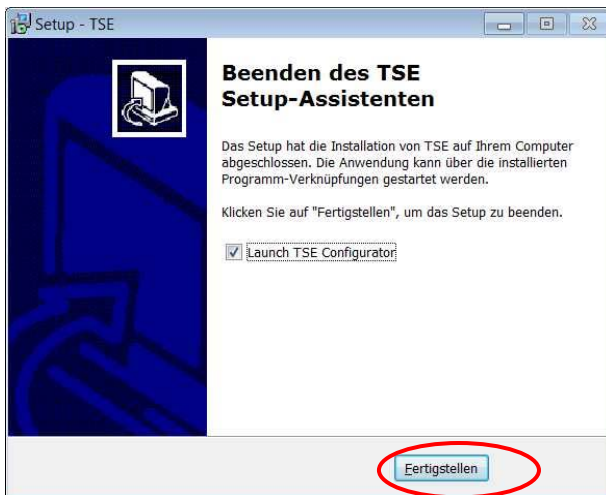 Setup - TSE
Beenden des TSE
Setup-Assistenten
Das Setup hat die Installation von TSE auf Ihrem Computer
abgeschlossen. Die Anwendung kann über die installierten
Programm-Verknüpfungen gestartet werden.
Klicken Sie auf "Fertigstellen", um das Setup zu beenden.
Launch TSE Configurator
Fertigstellen